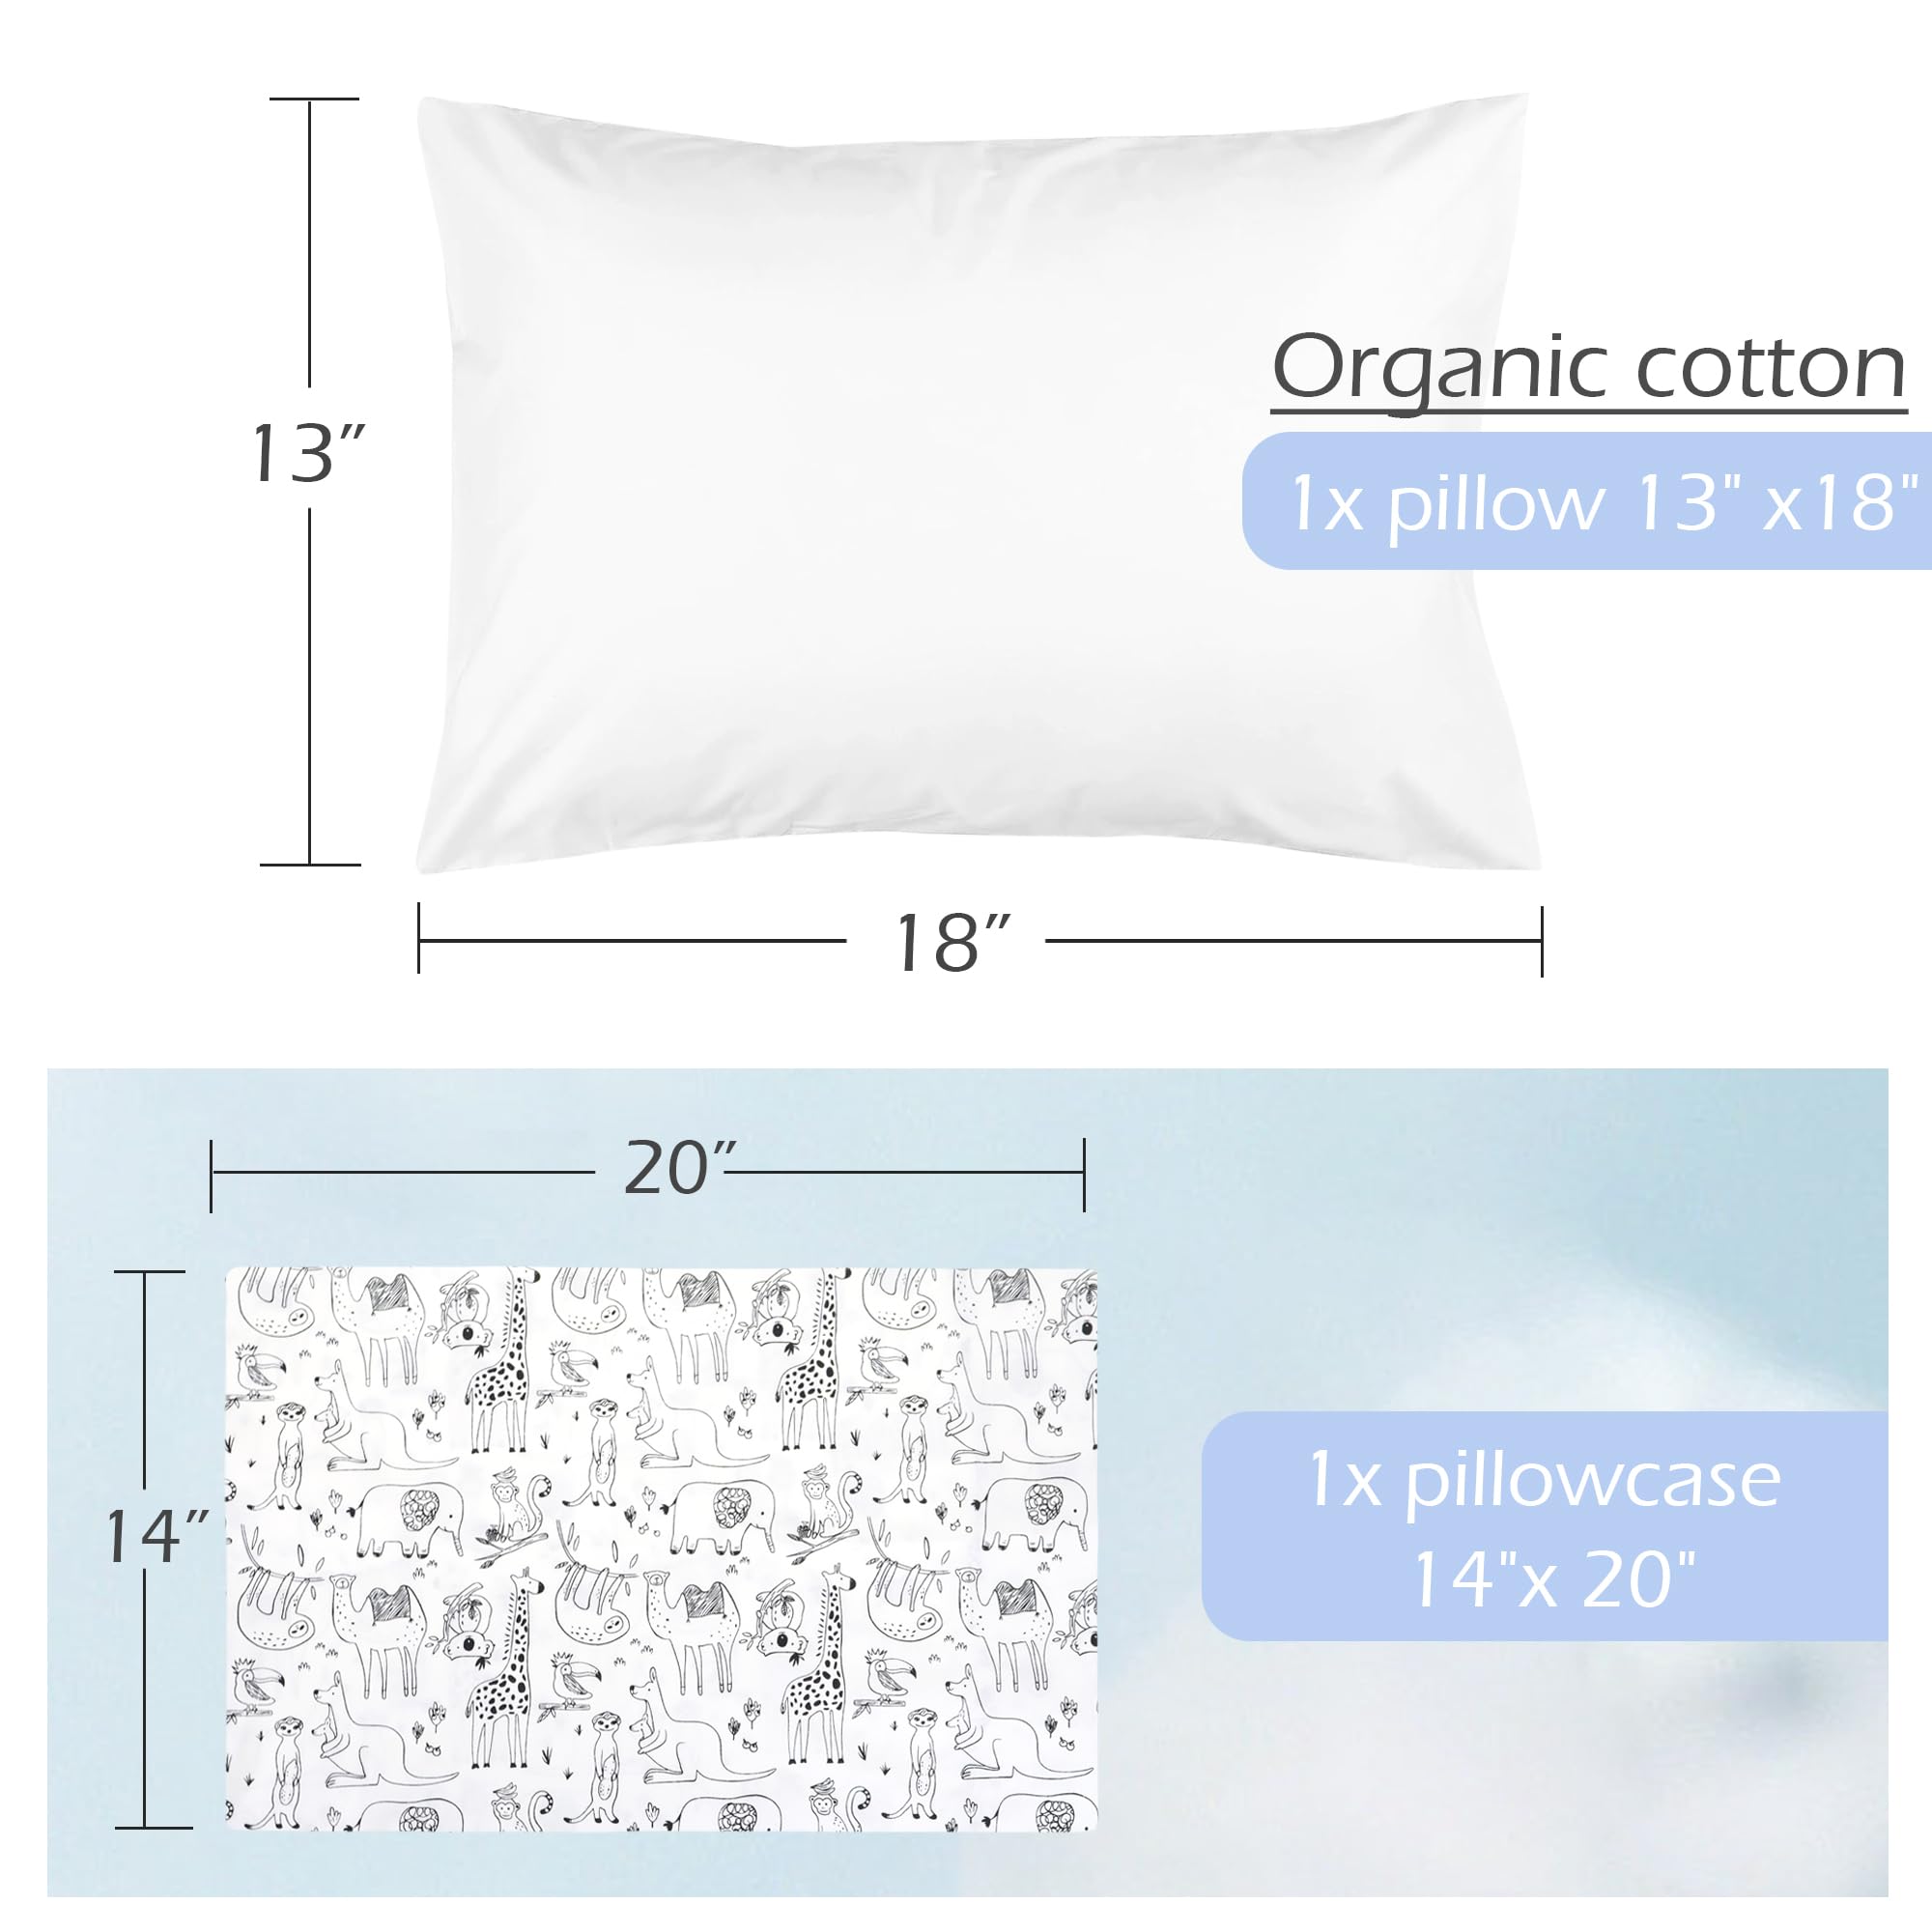 13″
Organic cotton
1x pillow 13" x18"
18″
20″
14″
1x pillowcase
14"x 20"